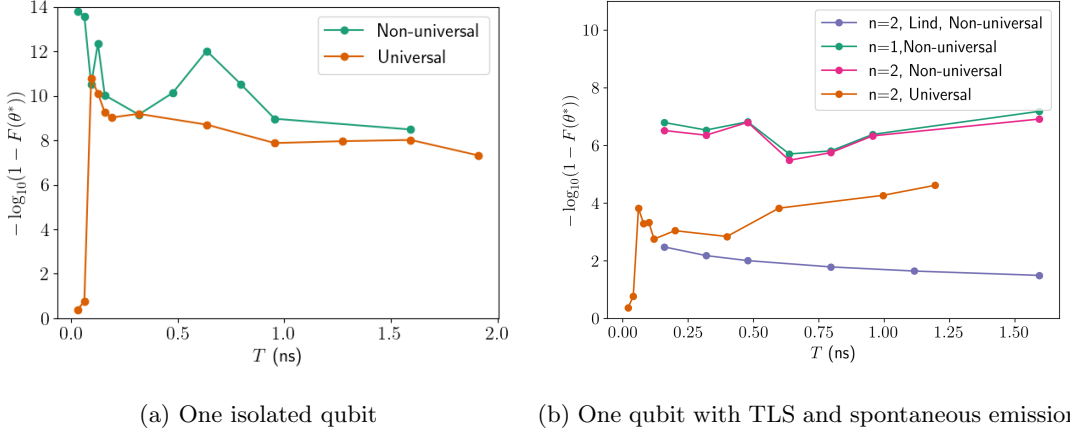 14
12
10
8
6
4
2
0
− log₁₀(1 − F(θ*))
0.0
0.5
1.0
1.5
2.0
T (ns)
Non-universal
Universal
(a) One isolated qubit
10
8
6
4
2
0
− log₁₀(1 − F(θ*))
0.00
0.25
0.50
0.75
1.00
1.25
1.50
T (ns)
n=2, Lind, Non-universal
n=1,Non-universal
n=2, Non-universal
n=2, Universal
(b) One qubit with TLS and spontaneous emission